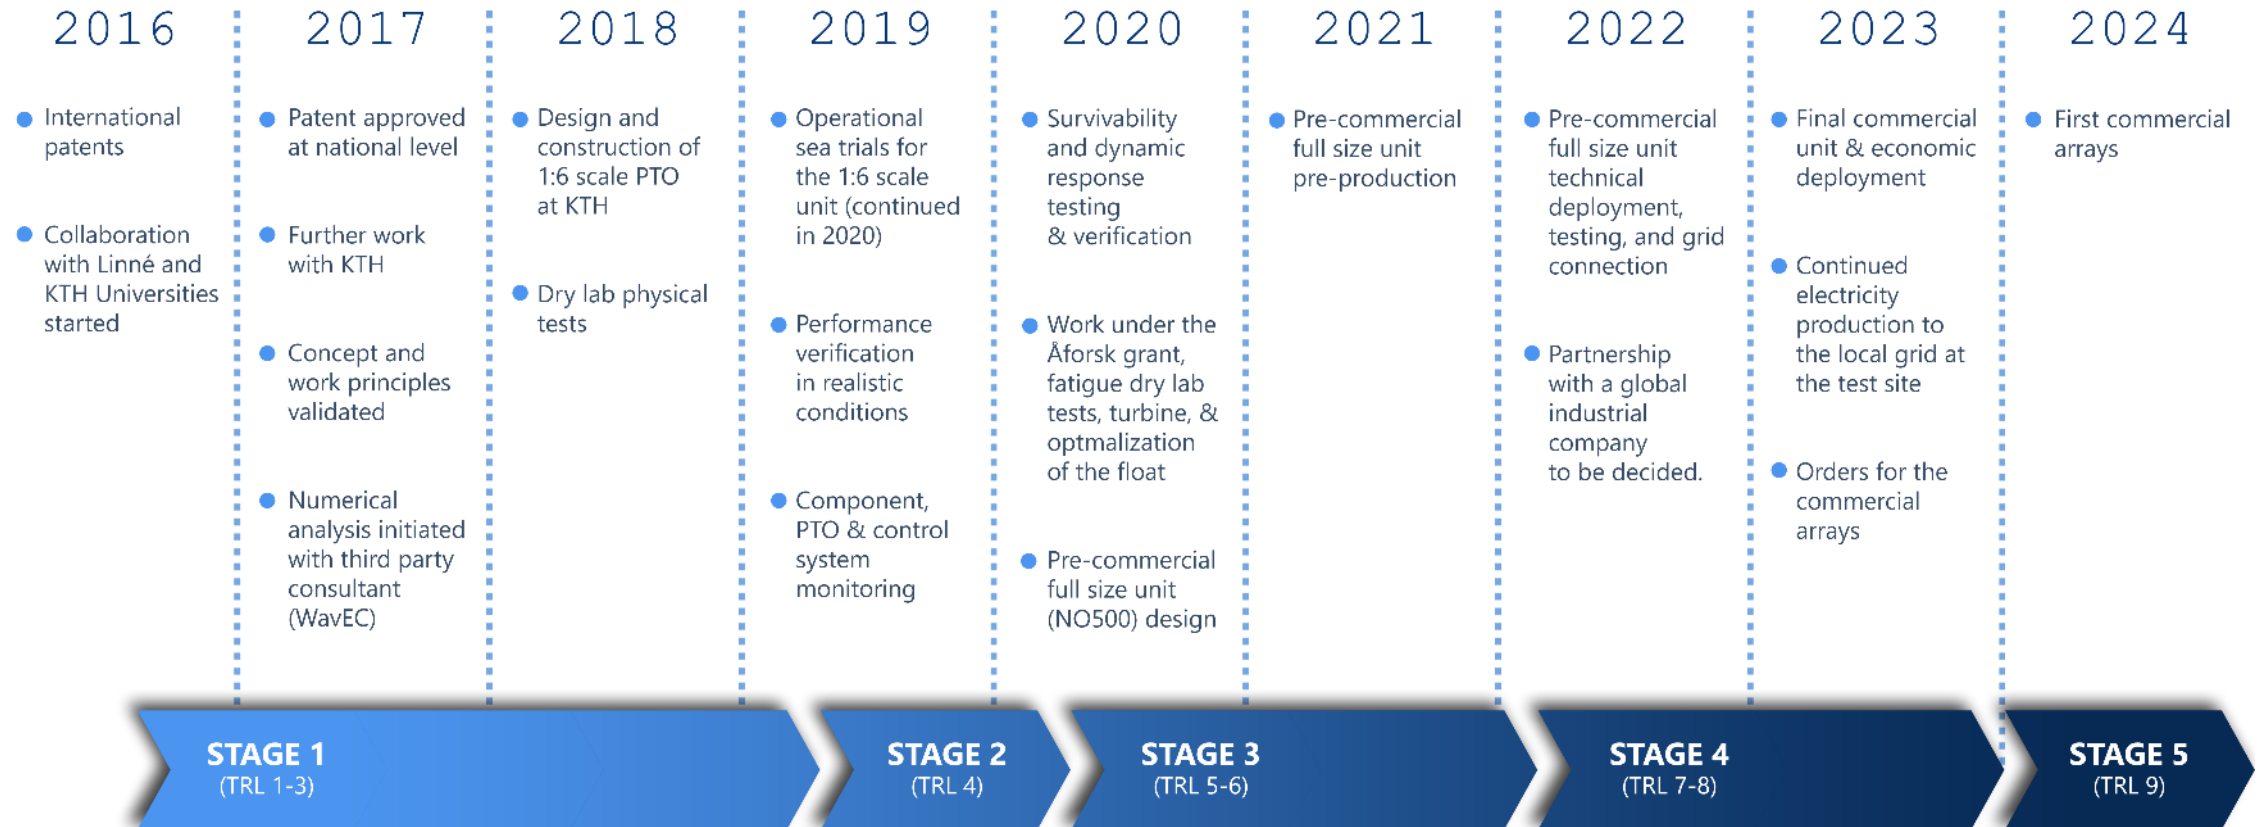 2016
International
patents
Collaboration
with Linné and
KTH Universities
started
2017
Patent approved
at national level
Further work
with KTH
Concept and
work principles
validated
Numerical
analysis initiated
with third party
consultant
(WavEC)
2018
Design and
construction of
1:6 scale PTO
at KTH
Dry lab physical
tests
2019
Operational
sea trials for
the 1:6 scale
unit (continued
in 2020)
Performance
verification
in realistic
conditions
Component,
PTO & control
system
monitoring
2020
Survivability
and dynamic
response
testing
& verification
Work under the
Åforsk grant,
fatigue dry lab
tests, turbine, &
optmalization
of the float
Pre-commercial
full size unit
(NO500) design
2021
Pre-commercial
full size unit
pre-production
2022
Pre-commercial
full size unit
technical
deployment,
testing, and grid
connection
Partnership
with a global
industrial
company
to be decided.
2023
Final commercial
unit & economic
deployment
Continued
electricity
production to
the local grid at
the test site
Orders for the
commercial
arrays
2024
First commercial
arrays
STAGE 1
(TRL 1-3)
STAGE 2
(TRL 4)
STAGE 3
(TRL 5-6)
STAGE 4
(TRL 7-8)
STAGE 5
(TRL 9)